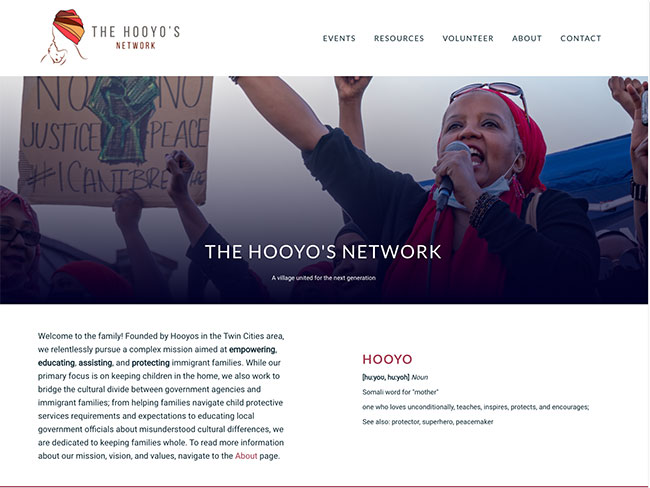 THE HOOYO'S
NETWORK
EVENTS RESOURCES VOLUNTEER ABOUT CONTACT
NO NO
JUSTICE PEACE
#ICANTBREATHE
THE HOOYO'S NETWORK
A village united for the next generation
Welcome to the family! Founded by Hooyos in the Twin Cities area,
we relentlessly pursue a complex mission aimed at empowering,
educating, assisting, and protecting immigrant families. While our
primary focus is on keeping children in the home, we also work to
bridge the cultural divide between government agencies and
immigrant families; from helping families navigate child protective
services requirements and expectations to educating local
government officials about misunderstood cultural differences, we
are dedicated to keeping families whole. To read more information
about our mission, vision, and values, navigate to the About page.
HOOYO
[hu:you, hu:yoh] Noun
Somali word for "mother"
one who loves unconditionally, teaches, inspires, protects, and encourages;
See also: protector, superhero, peacemaker